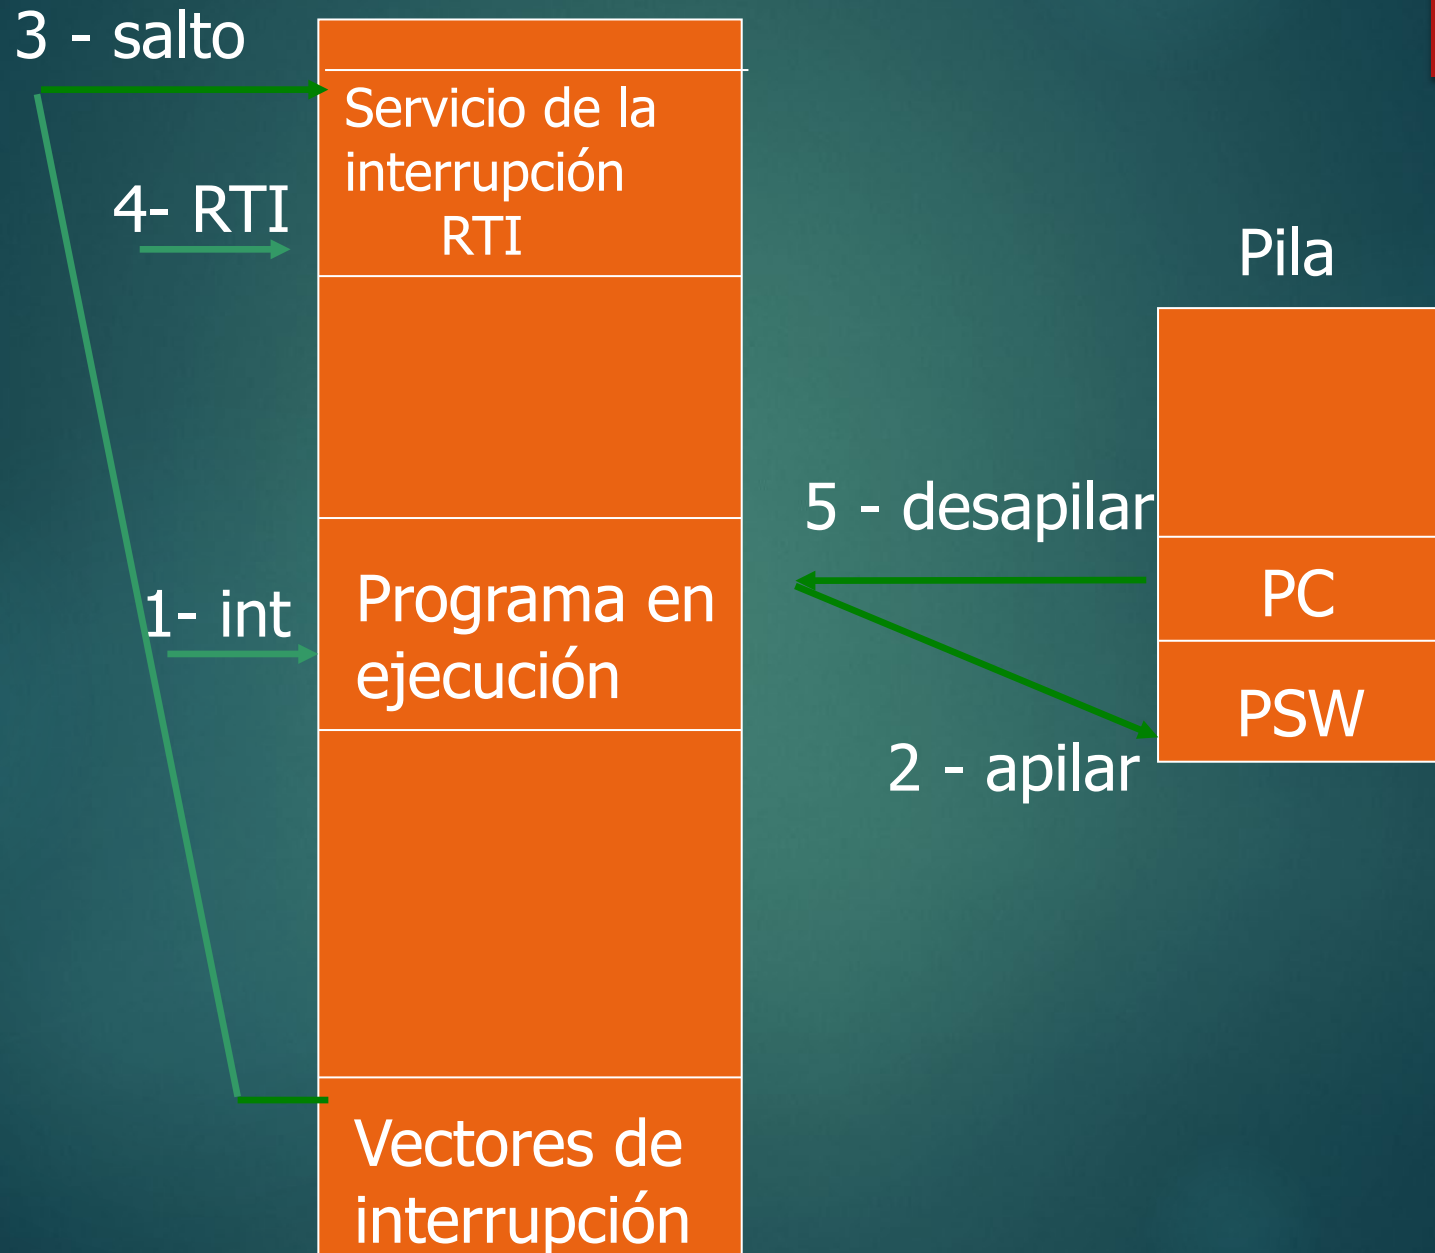 3 - salto
Servicio de la
interrupción
RTI
4- RTI
Pila
5 - desapilar
PC
1- int
Programa en
ejecución
PSW
2 - apilar
Vectores de
interrupción